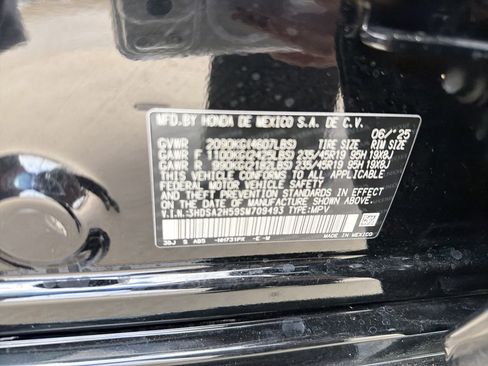 MFD.BY HONDA DE MEXICO S.A. DE C.V.
06/'25
GVWR 2090KG(4607LBS) TIRE SIZE RIM SIZE
GAWR F 1100KG(2425LBS) 235/45R19 95H 19X8J
GAWR R 990KG(2182LBS) 235/45R19 95H 19X8J
THIS VEHICLE CONFORMS TO ALL APPLICABLE
FEDERAL MOTOR VEHICLE SAFETY AND
THEFT PREVENTION STANDARDS IN EFFECT
ON THE DATE OF MANUFACTURE SHOWN ABOVE.
V.I.N.:3HDSA2H59SM709493 TYPE:MPV
-NH731PX -E-W
MADE IN MEXICO